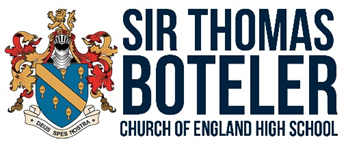 SIR THOMAS
BOTELER
CHURCH OF ENGLAND HIGH SCHOOL
DEUS SPES NOSTRA